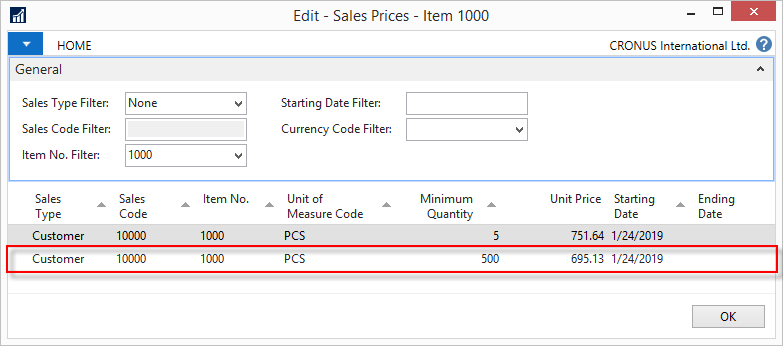 Edit - Sales Prices - Item 1000
HOME
CRONUS International Ltd.
?
General
Sales Type Filter: None
Starting Date Filter:
Sales Code Filter:
Currency Code Filter:
Item No. Filter: 1000
Sales Type Sales Code Item No. Unit of Measure Code Minimum Quantity Unit Price Starting Date Ending Date
Customer 10000 1000 PCS 5 751.64 1/24/2019
Customer 10000 1000 PCS 500 695.13 1/24/2019
OK